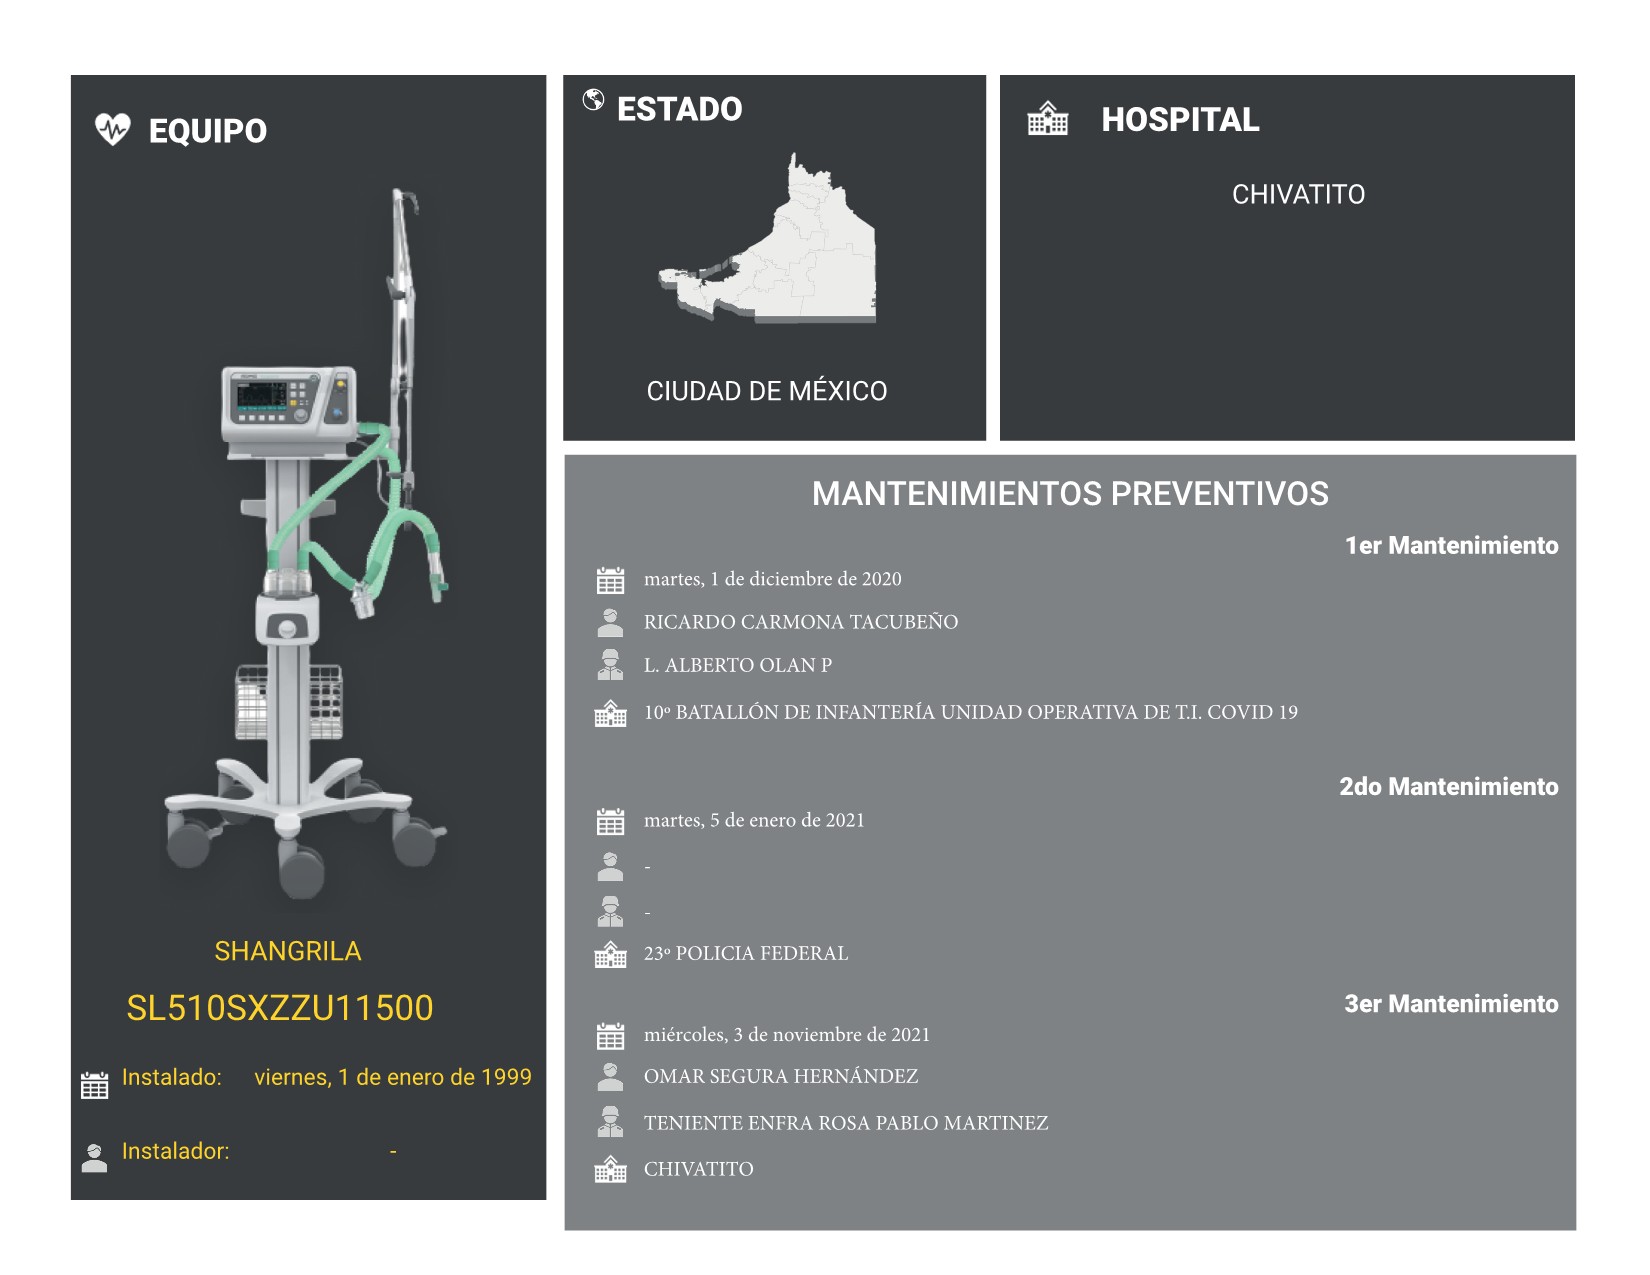 EQUIPO
SHANGRILA
SL510SXZZU11500
Instalado: viernes, 1 de enero de 1999
Instalador: -
ESTADO
CIUDAD DE MÉXICO
HOSPITAL
CHIVATITO
MANTENIMIENTOS PREVENTIVOS
1er Mantenimiento
martes, 1 de diciembre de 2020
RICARDO CARMONA TACUBEÑO
L. ALBERTO OLAN P
10º BATALLÓN DE INFANTERÍA UNIDAD OPERATIVA DE T.I. COVID 19
2do Mantenimiento
martes, 5 de enero de 2021
-
-
23º POLICIA FEDERAL
3er Mantenimiento
miércoles, 3 de noviembre de 2021
OMAR SEGURA HERNÁNDEZ
TENIENTE ENFRA ROSA PABLO MARTINEZ
CHIVATITO